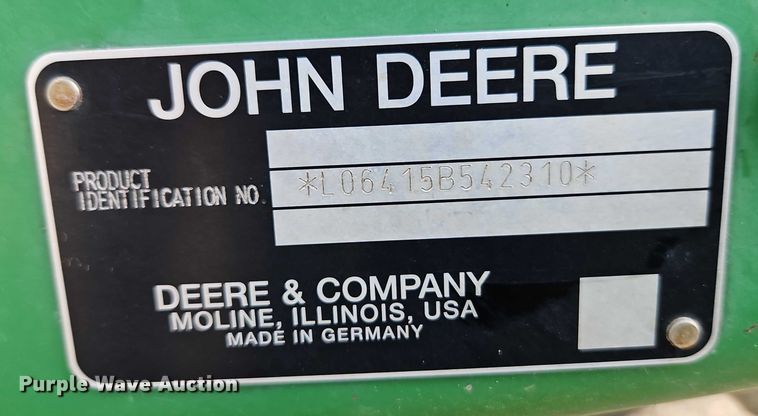 JOHN DEERE
PRODUCT
IDENTIFICATION NO
*L06415B542310*
DEERE & COMPANY
MOLINE, ILLINOIS, USA
MADE IN GERMANY
Purple Wave Auction